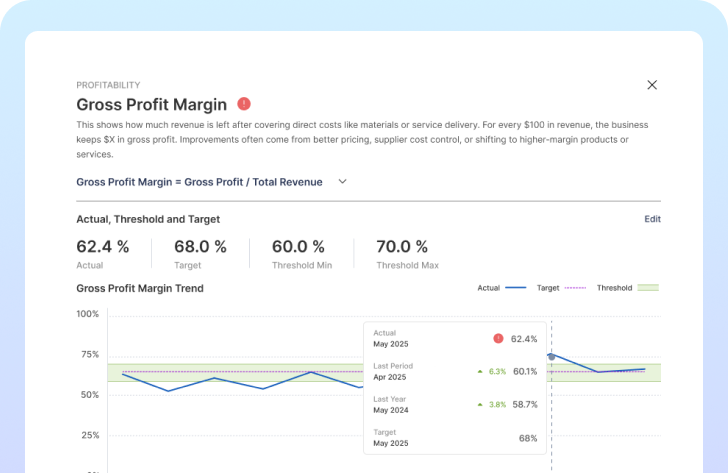 PROFITABILITY
Gross Profit Margin
This shows how much revenue is left after covering direct costs like materials or service delivery. For every $100 in revenue, the business
keeps $X in gross profit. Improvements often come from better pricing, supplier cost control, or shifting to higher-margin products or
services.
Gross Profit Margin = Gross Profit / Total Revenue
Actual, Threshold and Target Edit
62.4 % 68.0 % 60.0 % 70.0 %
Actual Target Threshold Min Threshold Max
Gross Profit Margin Trend Actual Target Threshold
100%
Actual
May 2025 ! 62.4%
75%
Last Period
Apr 2025 6.3% 60.1%
50%
Last Year
May 2024 3.8% 58.7%
25%
Target
May 2025 68%